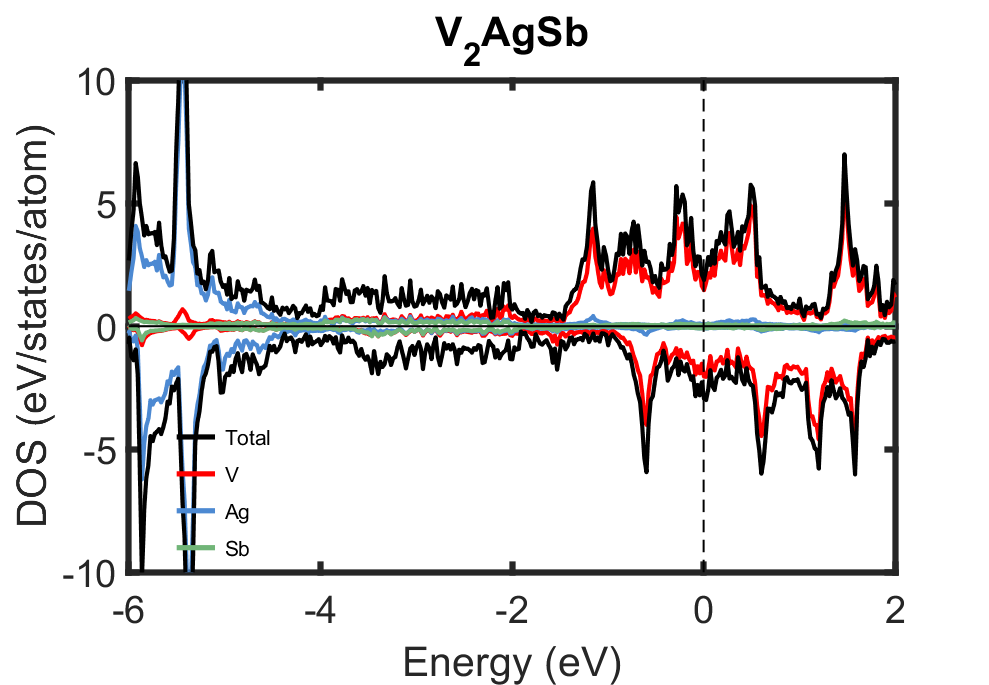 V₂AgSb
DOS (eV/states/atom)
10
5
0
-5
-10
Total
V
Ag
Sb
-6 -4 -2 0 2
Energy (eV)